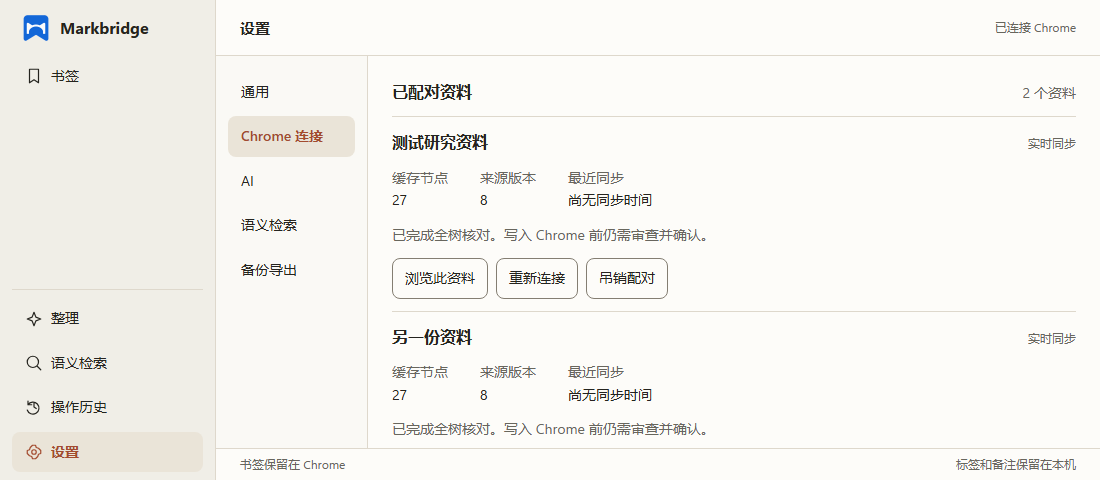 Markbridge
书签
整理
语义检索
操作历史
设置
设置
已连接 Chrome
通用
Chrome 连接
AI
语义检索
备份导出
已配对资料
2 个资料
测试研究资料
实时同步
缓存节点 来源版本 最近同步
27 8 尚无同步时间
已完成全树核对。写入 Chrome 前仍需审查并确认。
浏览此资料 重新连接 吊销配对
另一份资料
实时同步
缓存节点 来源版本 最近同步
27 8 尚无同步时间
已完成全树核对。写入 Chrome 前仍需审查并确认。
书签保留在 Chrome
标签和备注保留在本机